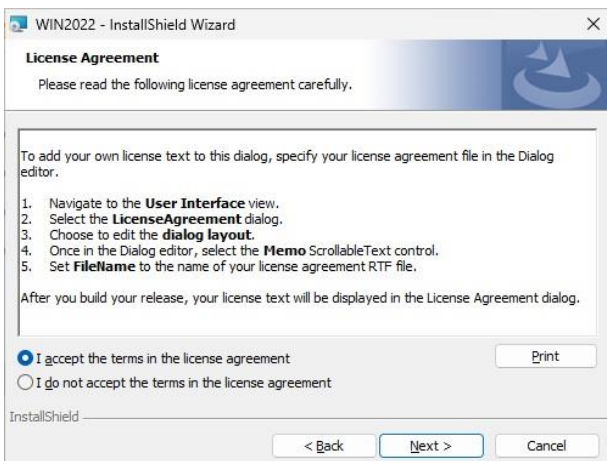 WIN2022 - InstallShield Wizard
License Agreement
Please read the following license agreement carefully.
To add your own license text to this dialog, specify your license agreement file in the Dialog
editor.
1. Navigate to the User Interface view.
2. Select the LicenseAgreement dialog.
3. Choose to edit the dialog layout.
4. Once in the Dialog editor, select the Memo ScrollableText control.
5. Set FileName to the name of your license agreement RTF file.
After you build your release, your license text will be displayed in the License Agreement dialog.
I accept the terms in the license agreement
Print
I do not accept the terms in the license agreement
InstallShield
< Back
Next >
Cancel